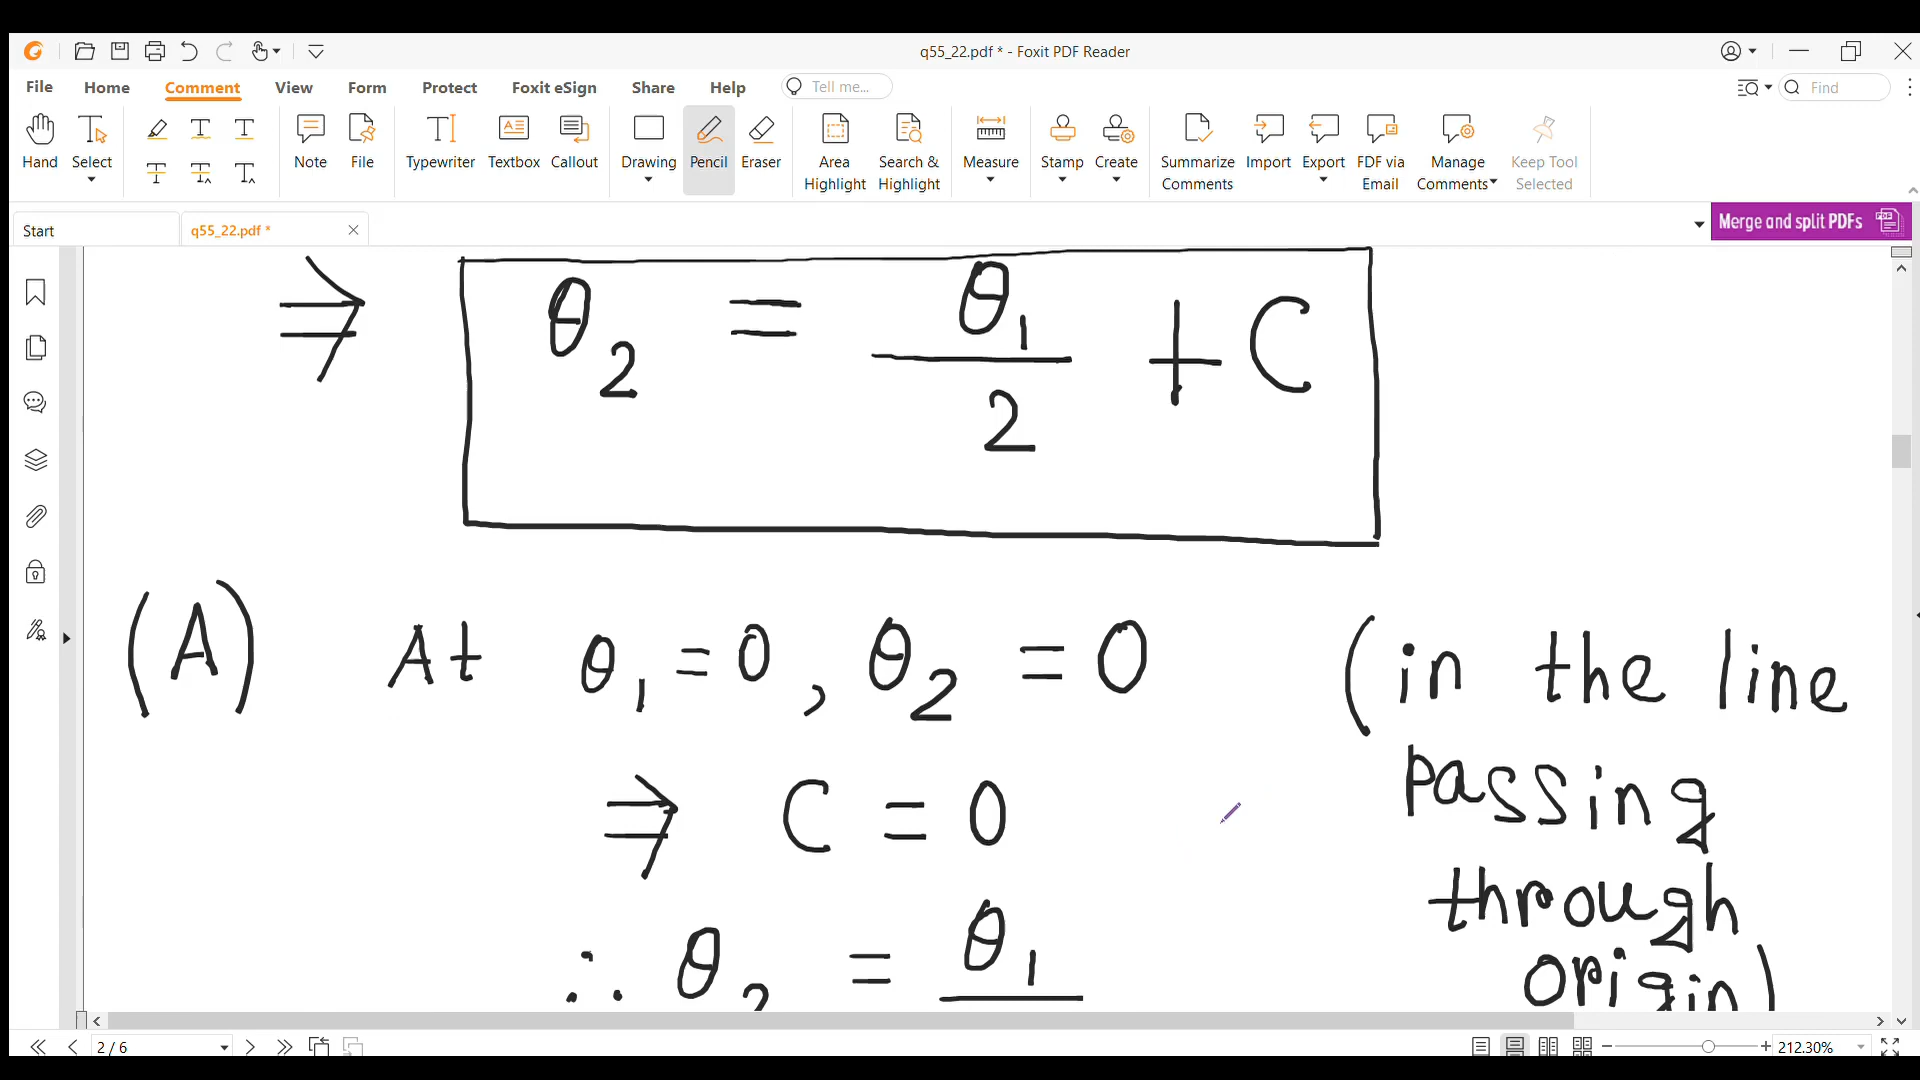 q55_22.pdf * - Foxit PDF Reader
File Home Comment View Form Protect Foxit eSign Share Help Tell me... Find
Hand Select Note File Typewriter Textbox Callout Drawing Pencil Eraser Area Highlight Search & Highlight Measure Stamp Create Summarize Comments Import Export FDF via Email Manage Comments Keep Tool Selected
Start q55_22.pdf * Merge and split PDFs
⇒ θ₂ = θ₁/2 + C
(A) At θ₁ = 0, θ₂ = 0 (in the line
passing
⇒ C = 0
through
∴ θ₂ = θ₁
origin)
2 / 6 212.30%